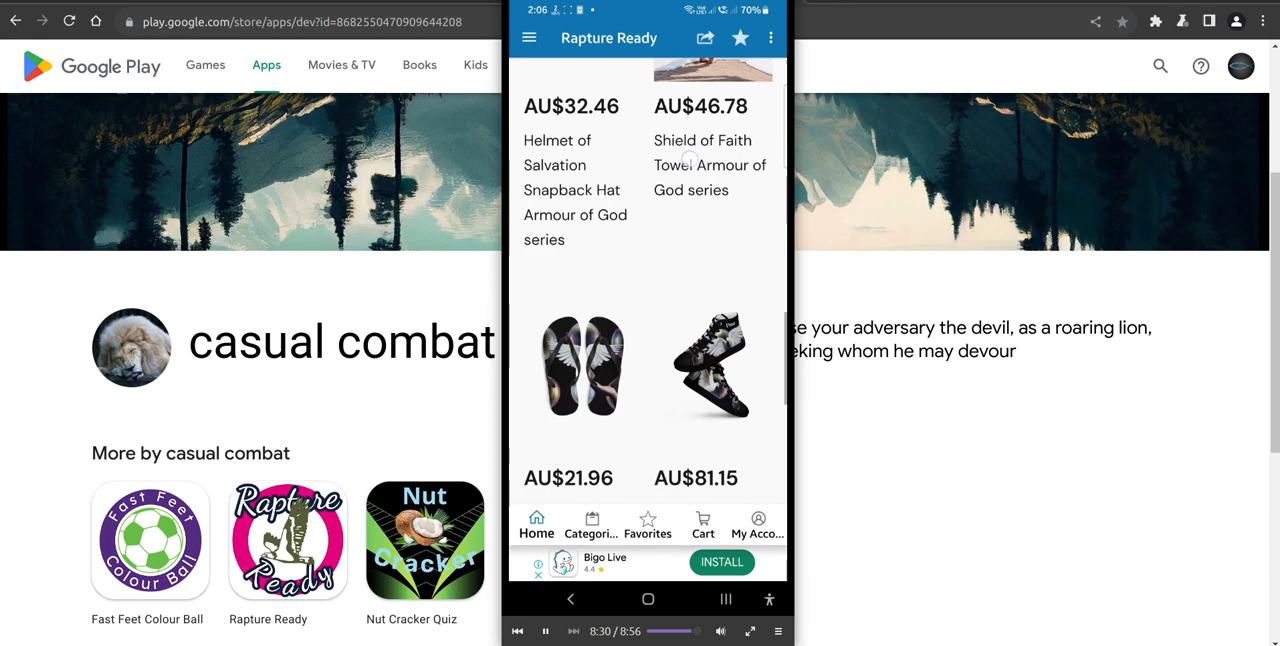 play.google.com/store/apps/dev?id=8682550470909644208
Google Play
Games
Apps
Movies & TV
Books
Kids
casual combat
se your adversary the devil, as a roaring lion,
eking whom he may devour
More by casual combat
Fast Feet
Colour Ball
Rapture
Ready
Nut
Cracker
Fast Feet Colour Ball
Rapture Ready
Nut Cracker Quiz
2:06
70%
Rapture Ready
AU$32.46
AU$46.78
Helmet of
Salvation
Snapback Hat
Armour of God
series
Shield of Faith
Towel Armour of
God series
AU$21.96
AU$81.15
Home
Categori...
Favorites
Cart
My Acco...
Bigo Live
4.4
INSTALL
8:30 / 8:56